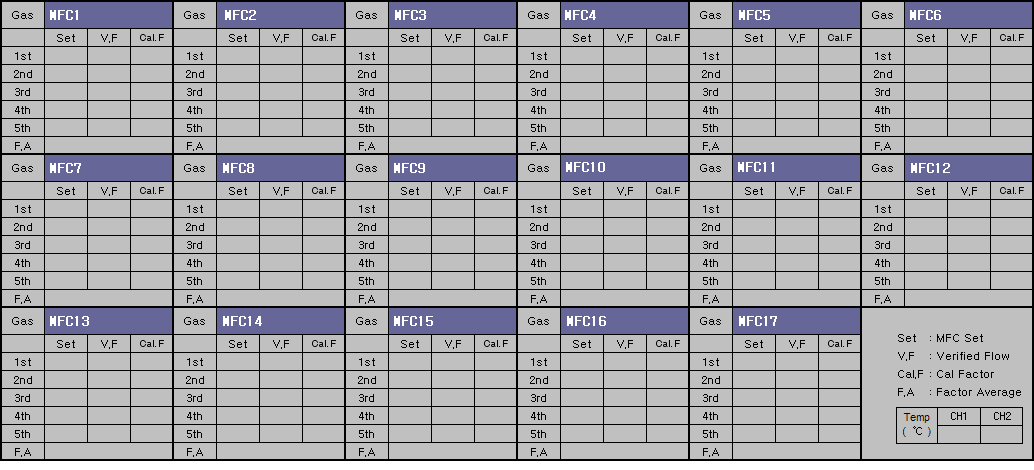 Gas MFC1 Gas MFC2 Gas MFC3 Gas MFC4 Gas MFC5 Gas MFC6
Set V,F Cal.F Set V,F Cal.F Set V,F Cal.F Set V,F Cal.F Set V,F Cal.F Set V,F Cal.F
1st 1st 1st 1st 1st 1st
2nd 2nd 2nd 2nd 2nd 2nd
3rd 3rd 3rd 3rd 3rd 3rd
4th 4th 4th 4th 4th 4th
5th 5th 5th 5th 5th 5th
F,A F,A F,A F,A F,A F,A
Gas MFC7 Gas MFC8 Gas MFC9 Gas MFC10 Gas MFC11 Gas MFC12
Set V,F Cal.F Set V,F Cal.F Set V,F Cal.F Set V,F Cal.F Set V,F Cal.F Set V,F Cal.F
1st 1st 1st 1st 1st 1st
2nd 2nd 2nd 2nd 2nd 2nd
3rd 3rd 3rd 3rd 3rd 3rd
4th 4th 4th 4th 4th 4th
5th 5th 5th 5th 5th 5th
F,A F,A F,A F,A F,A F,A
Gas MFC13 Gas MFC14 Gas MFC15 Gas MFC16 Gas MFC17
Set V,F Cal.F Set V,F Cal.F Set V,F Cal.F Set V,F Cal.F Set V,F Cal.F
1st 1st 1st 1st 1st
2nd 2nd 2nd 2nd 2nd
3rd 3rd 3rd 3rd 3rd
4th 4th 4th 4th 4th
5th 5th 5th 5th 5th
F,A F,A F,A F,A F,A
Set : MFC Set
V,F : Verified Flow
Cal,F : Cal Factor
F,A : Factor Average
Temp CH1 CH2
( ℃ )